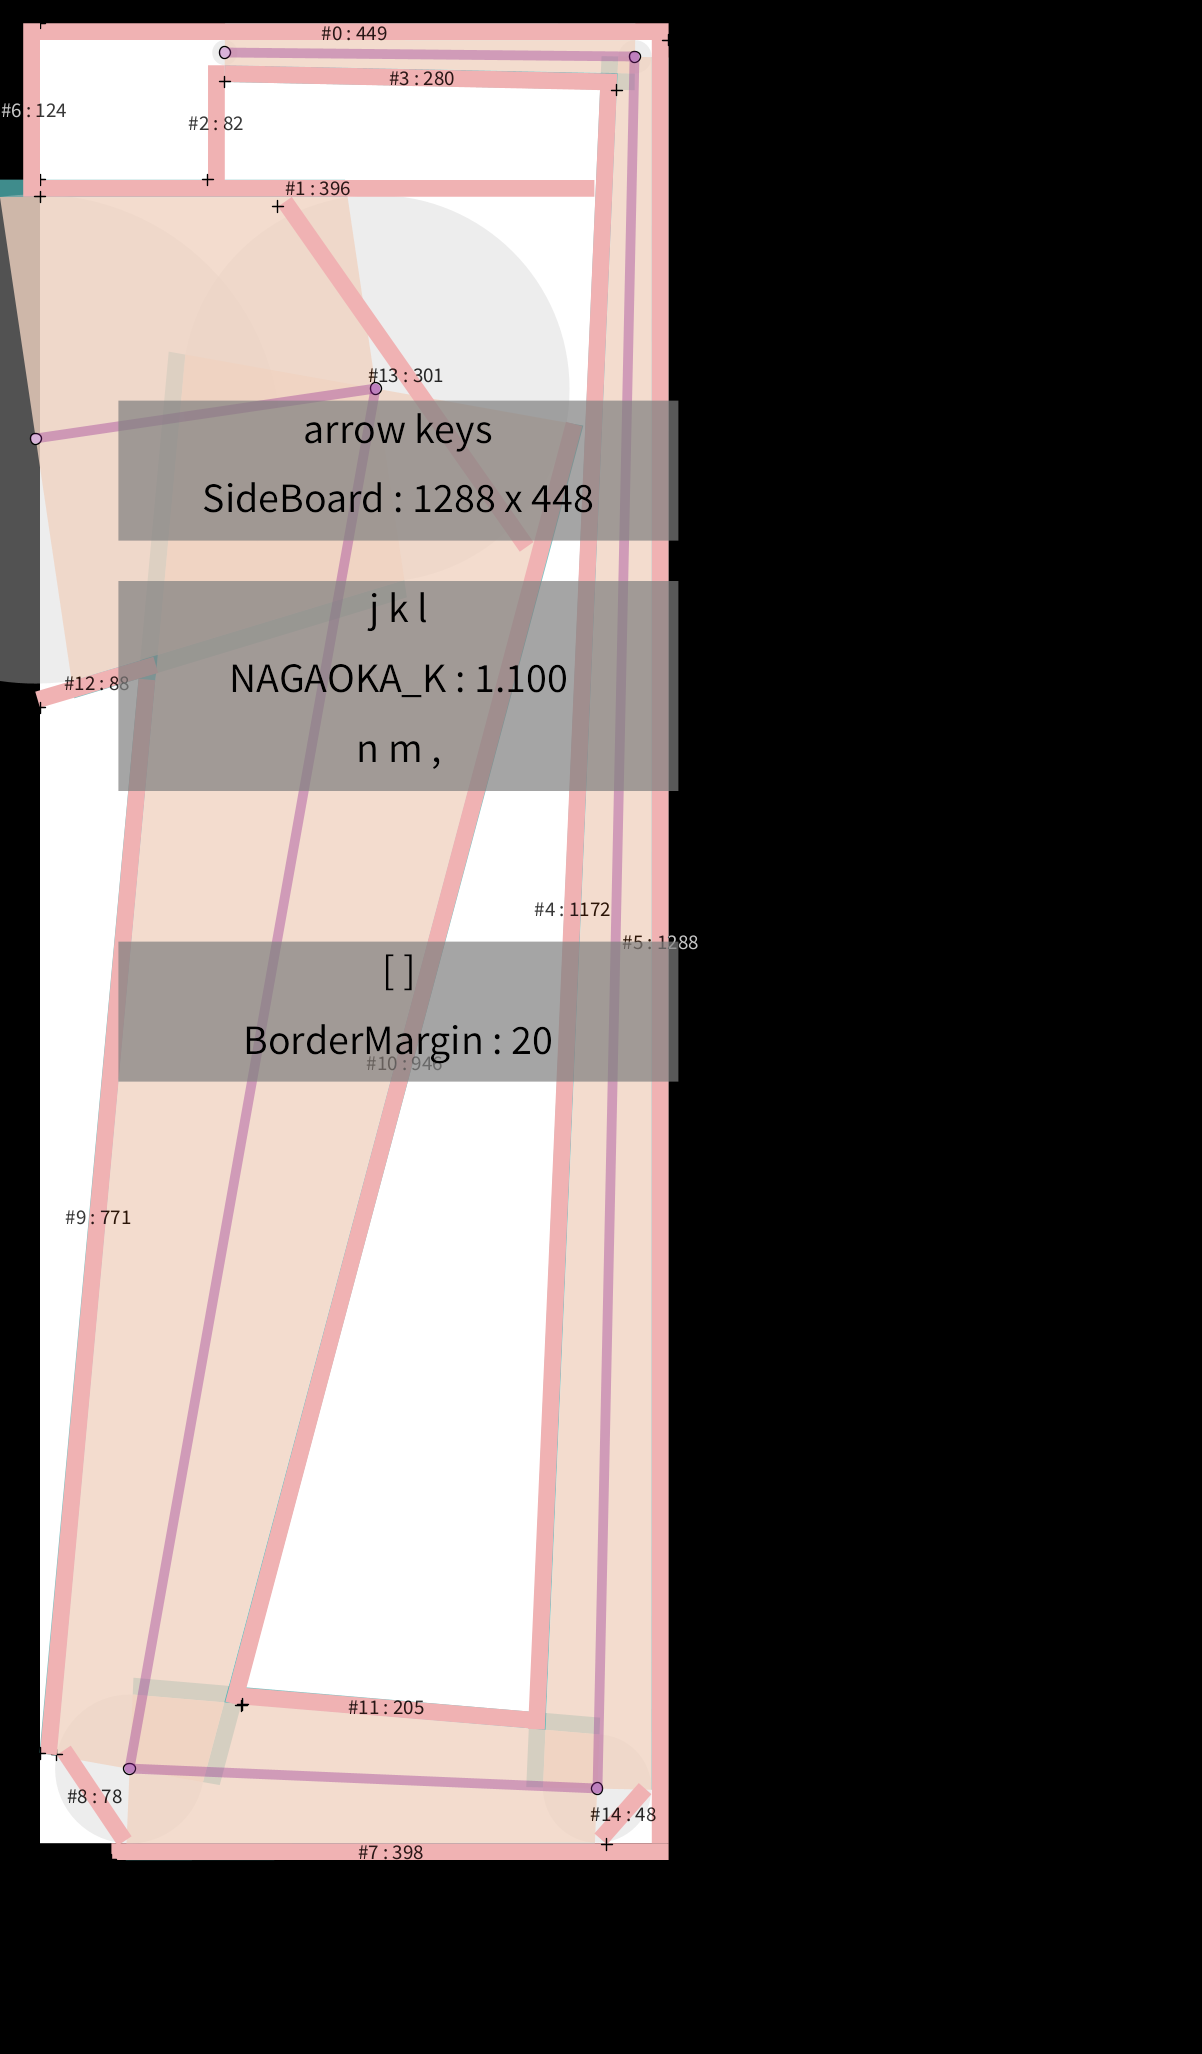 #0 : 449
#3 : 280
#6 : 124
#2 : 82
#1 : 396
#13 : 301
arrow keys
SideBoard : 1288 x 448
j k l
#12 : 88
NAGAOKA_K : 1.100
n m ,
#4 : 1172
#5 : 1288
[ ]
BorderMargin : 20
#10 : 946
#9 : 771
#11 : 205
#8 : 78
#14 : 48
#7 : 398